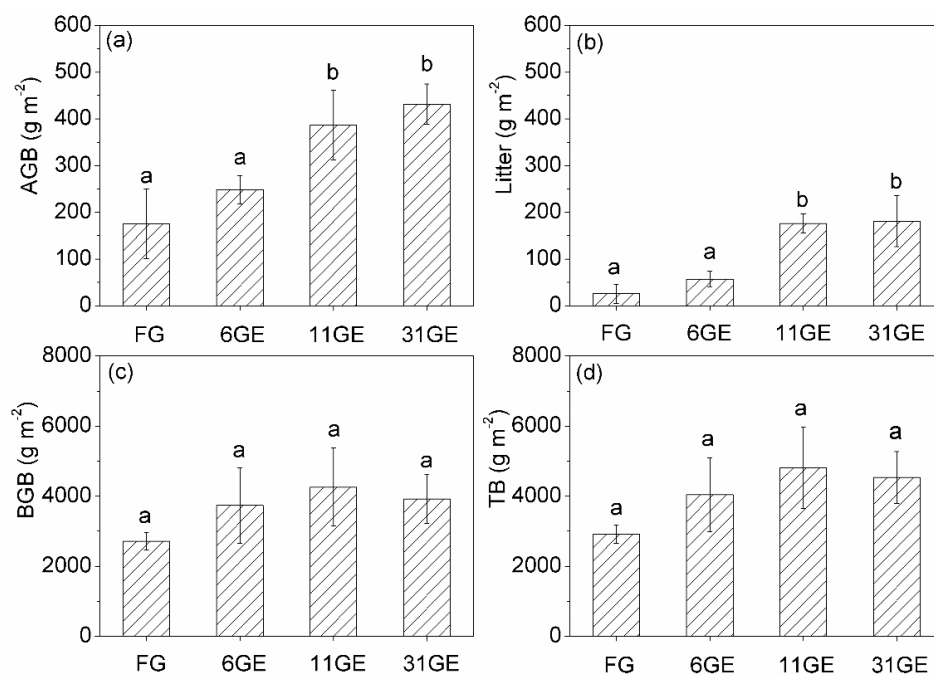 (a)
AGB (g m⁻²)
600
500
400
300
200
100
0
a
a
b
b
FG 6GE 11GE 31GE
(b)
Litter (g m⁻²)
600
500
400
300
200
100
0
a
a
b
b
FG 6GE 11GE 31GE
(c)
BGB (g m⁻²)
8000
6000
4000
2000
0
a
a
a
a
FG 6GE 11GE 31GE
(d)
TB (g m⁻²)
8000
6000
4000
2000
0
a
a
a
a
FG 6GE 11GE 31GE